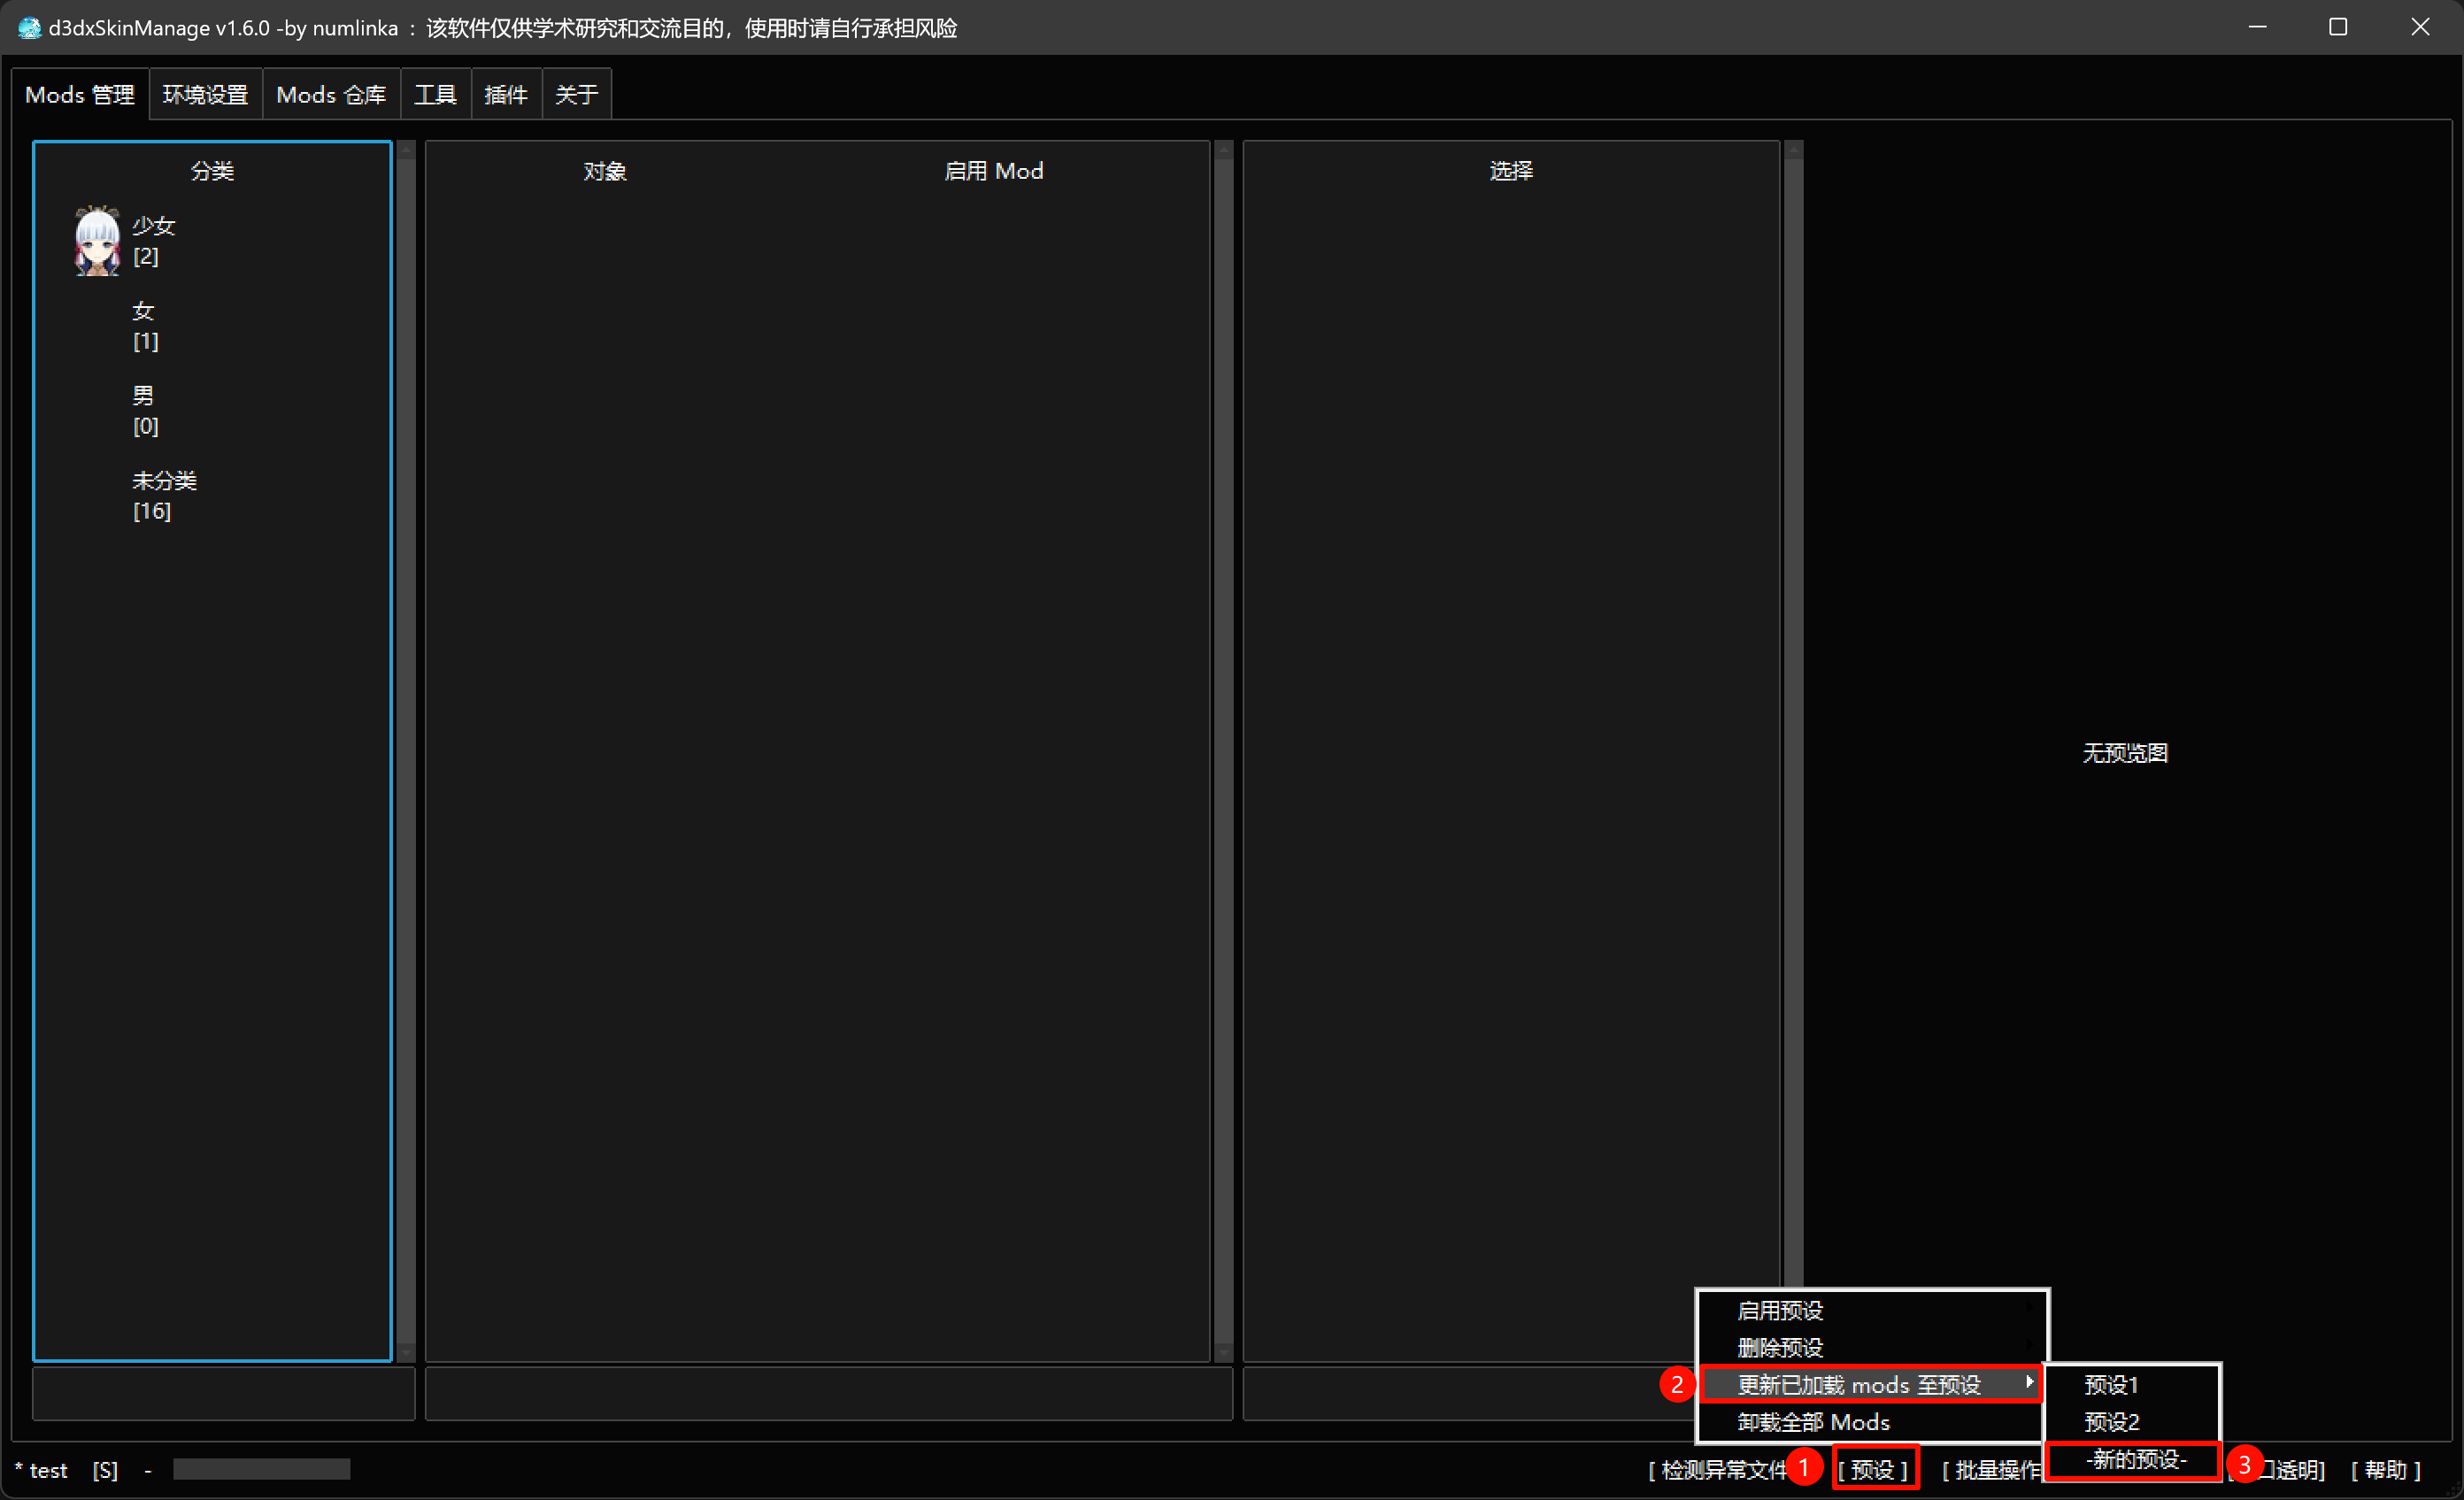 d3dxSkinManage v1.6.0 -by numlinka ：该软件仅供学术研究和交流目的，使用时请自行承担风险
Mods 管理
环境设置
Mods 仓库
工具
插件
关于
分类
少女
[2]
女
[1]
男
[0]
未分类
[16]
对象
启用 Mod
选择
无预览图
启用预设
删除预设
2
更新已加载 mods 至预设
卸载全部 Mods
预设1
预设2
-新的预设-
3
* test [S] -
[ 检测异常文件
1
[ 预设 ]
[ 批量操作
透明]
[ 帮助 ]